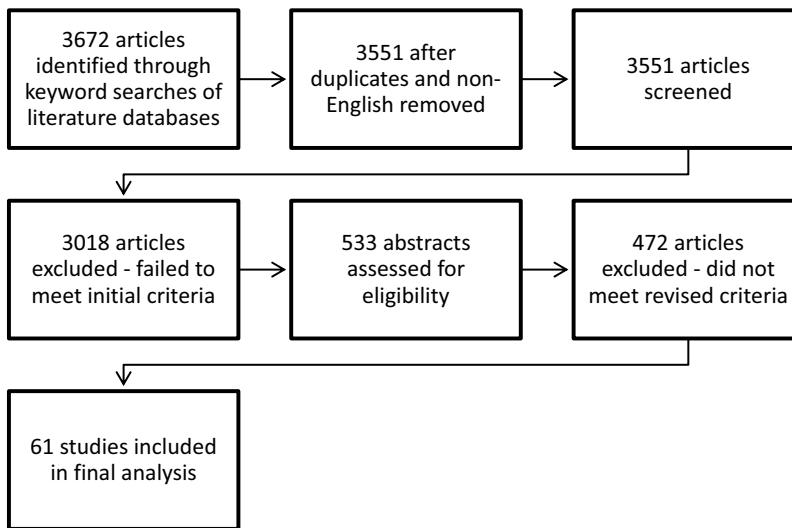 3672 articles
identified through
keyword searches of
literature databases
3551 after
duplicates and non-
English removed
3551 articles
screened
3018 articles
excluded - failed to
meet initial criteria
533 abstracts
assessed for
eligibility
472 articles
excluded - did not
meet revised criteria
61 studies included
in final analysis